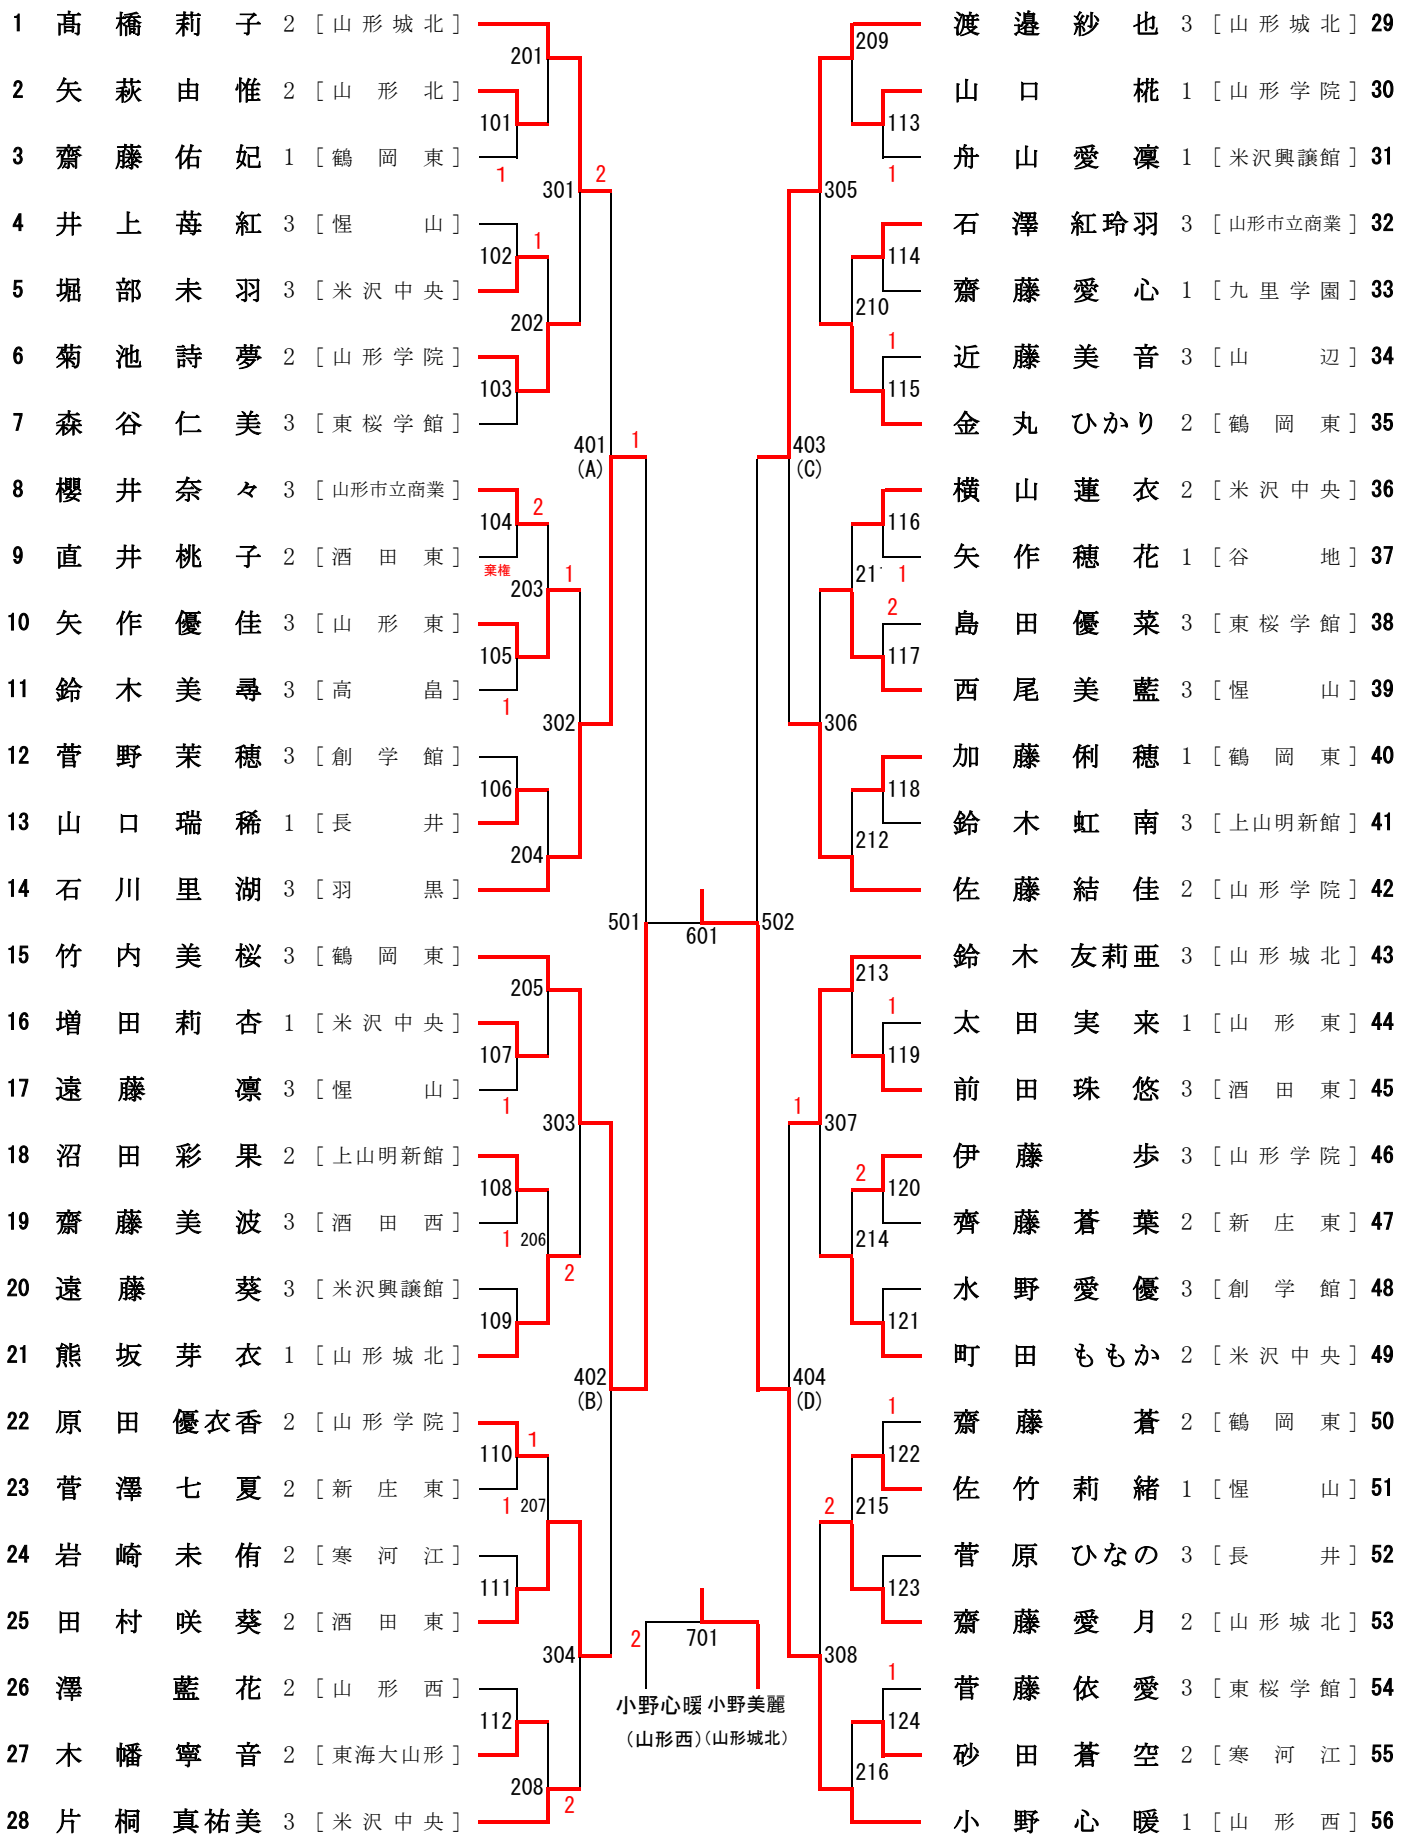 1 髙橋莉子 2 [山形城北]
201
2 矢萩由惟 2 [山形北]
101
3 齋藤佑妃 1 [鶴岡東]
1
301 2
4 井上苺紅 3 [惺山]
102 1
5 堀部未羽 3 [米沢中央]
202
6 菊池詩夢 2 [山形学院]
103
7 森谷仁美 3 [東桜学館]
401 1
(A)
8 櫻井奈々 3 [山形市立商業]
104 2
9 直井桃子 2 [酒田東]
棄権
203 1
10 矢作優佳 3 [山形東]
105
11 鈴木美尋 3 [高畠]
1
302
12 菅野茉穂 3 [創学館]
106
13 山口瑞稀 1 [長井]
204
14 石川里湖 3 [羽黒]
501
601
502
15 竹内美桜 3 [鶴岡東]
205
16 増田莉杏 1 [米沢中央]
107
17 遠藤凛 3 [惺山]
1
303
18 沼田彩果 2 [上山明新館]
108
19 齋藤美波 3 [酒田西]
1 206
2
20 遠藤葵 3 [米沢興譲館]
109
21 熊坂芽衣 1 [山形城北]
402
(B)
22 原田優衣香 2 [山形学院]
110 1
23 菅澤七夏 2 [新庄東]
1 207
24 岩崎未侑 2 [寒河江]
111
25 田村咲葵 2 [酒田東]
304
26 澤藍花 2 [山形西]
112
27 木幡寧音 2 [東海大山形]
208
2
28 片桐真祐美 3 [米沢中央]
渡邉紗也 3 [山形城北] 29
209
山口椛 1 [山形学院] 30
113
舟山愛凜 1 [米沢興譲館] 31
1
305
石澤紅玲羽 3 [山形市立商業] 32
114
齋藤愛心 1 [九里学園] 33
210
1
近藤美音 3 [山辺] 34
115
金丸ひかり 2 [鶴岡東] 35
403
(C)
横山蓮衣 2 [米沢中央] 36
116
矢作穂花 1 [谷地] 37
211 1
2
島田優菜 3 [東桜学館] 38
117
西尾美藍 3 [惺山] 39
306
加藤俐穂 1 [鶴岡東] 40
118
鈴木虹南 3 [上山明新館] 41
212
佐藤結佳 2 [山形学院] 42
鈴木友莉亜 3 [山形城北] 43
213
1
太田実来 1 [山形東] 44
119
前田珠悠 3 [酒田東] 45
1 307
伊藤歩 3 [山形学院] 46
2 120
齊藤蒼葉 2 [新庄東] 47
214
水野愛優 3 [創学館] 48
121
町田ももか 2 [米沢中央] 49
404
(D)
1
齋藤蒼 2 [鶴岡東] 50
122
佐竹莉緒 1 [惺山] 51
2 215
菅原ひなの 3 [長井] 52
123
齋藤愛月 2 [山形城北] 53
308
1
菅藤依愛 3 [東桜学館] 54
124
砂田蒼空 2 [寒河江] 55
216
小野心暖 1 [山形西] 56
2 701
小野心暖 小野美麗
(山形西) (山形城北)